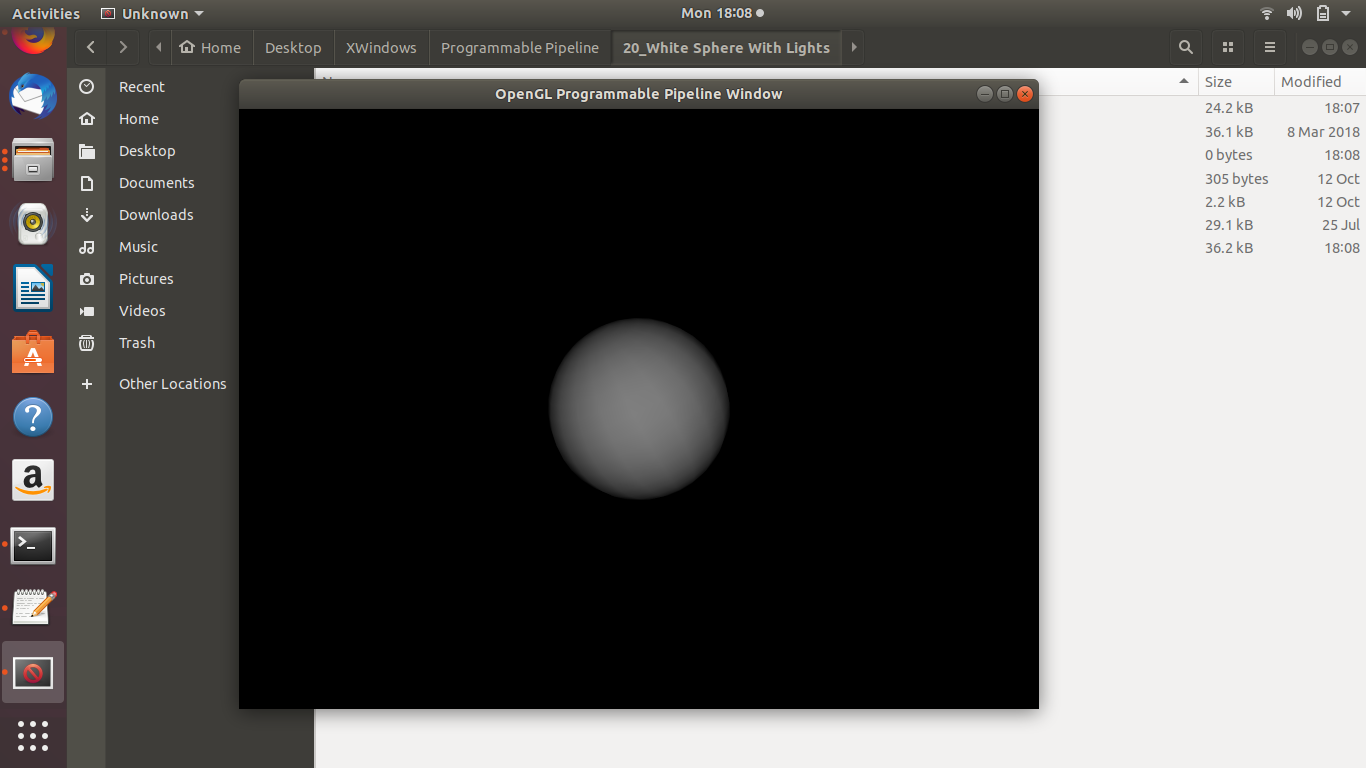 Activities Unknown Mon 18:08
Home Desktop XWindows Programmable Pipeline 20_White Sphere With Lights
Size Modified
OpenGL Programmable Pipeline Window
Recent
Home
Desktop
Documents
Downloads
Music
Pictures
Videos
Trash
Other Locations
24.2 kB 18:07
36.1 kB 8 Mar 2018
0 bytes 18:08
305 bytes 12 Oct
2.2 kB 12 Oct
29.1 kB 25 Jul
36.2 kB 18:08